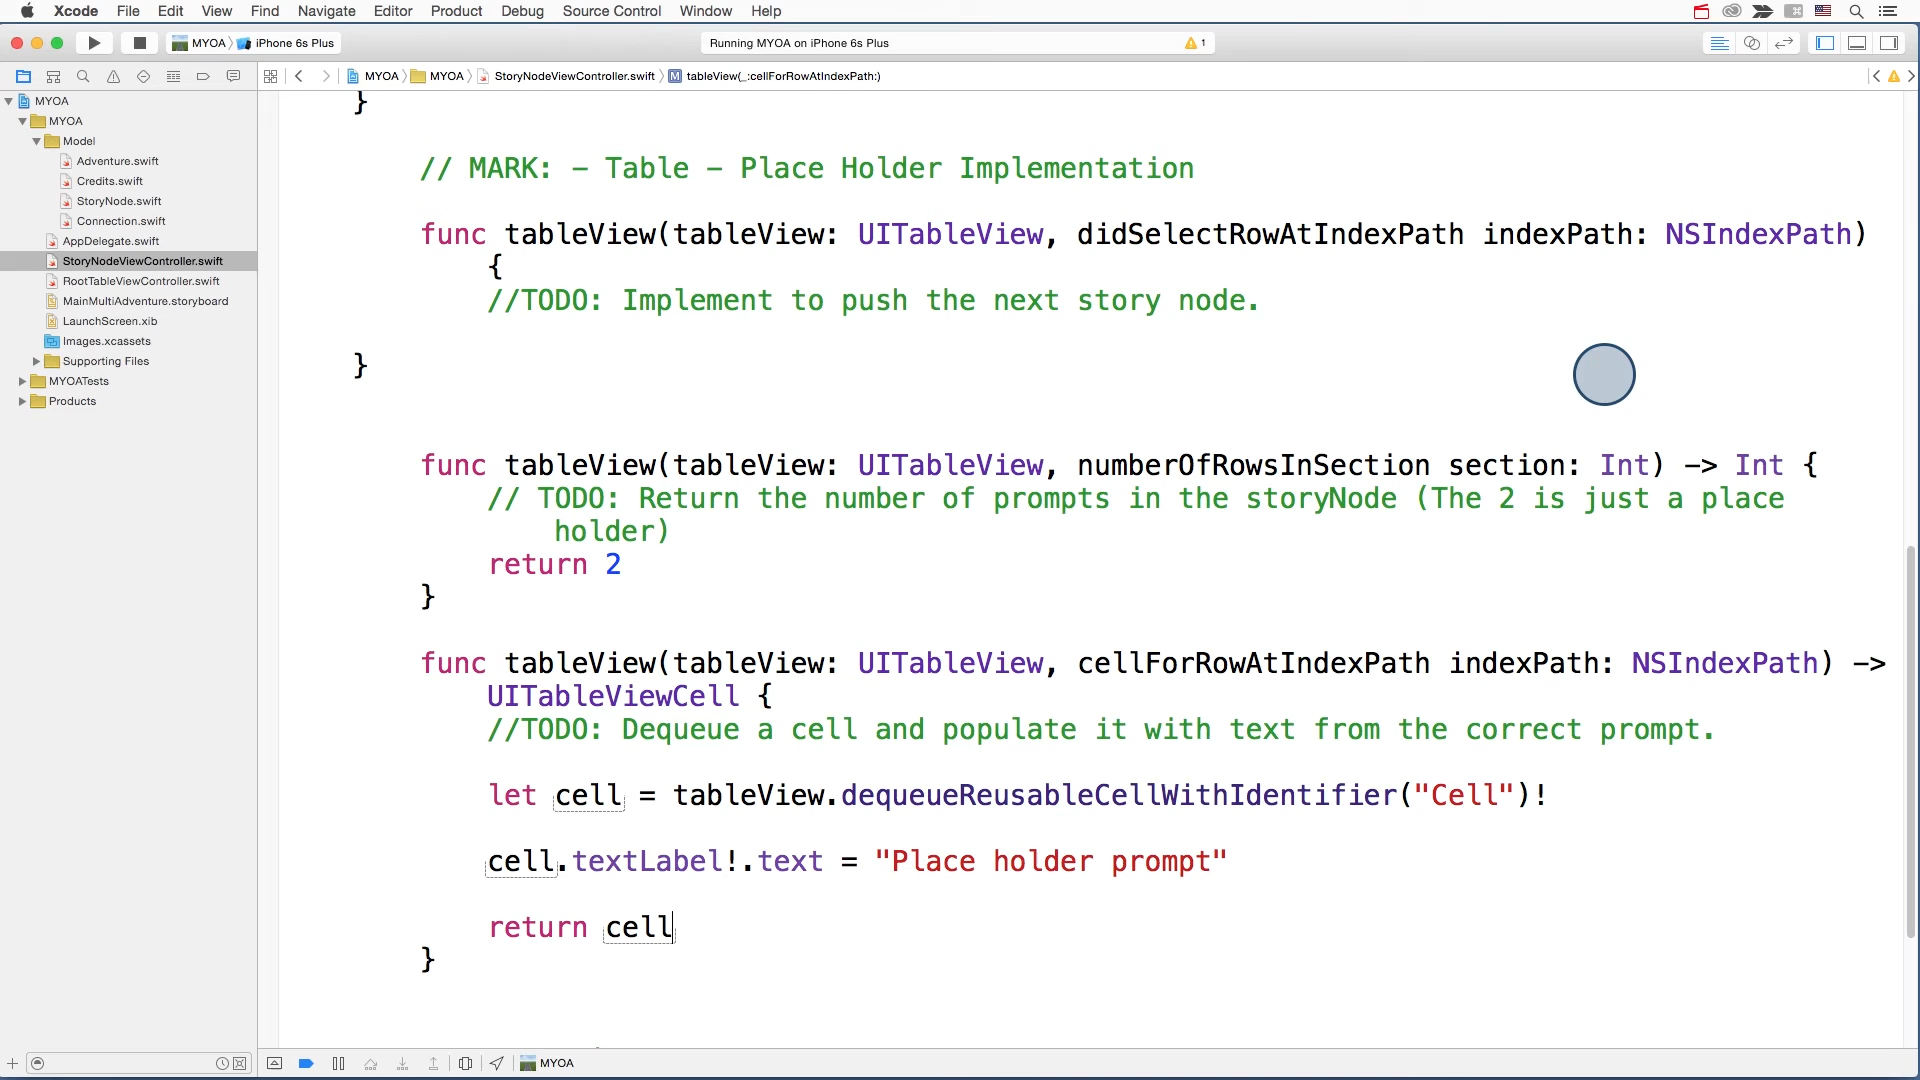 Xcode File Edit View Find Navigate Editor Product Debug Source Control Window Help
MYOA iPhone 6s Plus
Running MYOA on iPhone 6s Plus
1
MYOA MYOA StoryNodeViewController.swift M tableView(_:cellForRowAtIndexPath:)
MYOA
MYOA
Model
Adventure.swift
Credits.swift
StoryNode.swift
Connection.swift
AppDelegate.swift
StoryNodeViewController.swift
RootTableViewController.swift
MainMultiAdventure.storyboard
LaunchScreen.xib
Images.xcassets
Supporting Files
MYOATests
Products
}
// MARK: - Table - Place Holder Implementation
func tableView(tableView: UITableView, didSelectRowAtIndexPath indexPath: NSIndexPath)
{
//TODO: Implement to push the next story node.
}
func tableView(tableView: UITableView, numberOfRowsInSection section: Int) -> Int {
// TODO: Return the number of prompts in the storyNode (The 2 is just a place
holder)
return 2
}
func tableView(tableView: UITableView, cellForRowAtIndexPath indexPath: NSIndexPath) ->
UITableViewCell {
//TODO: Dequeue a cell and populate it with text from the correct prompt.
let cell = tableView.dequeueReusableCellWithIdentifier("Cell")!
cell.textLabel!.text = "Place holder prompt"
return cell
}
MYOA